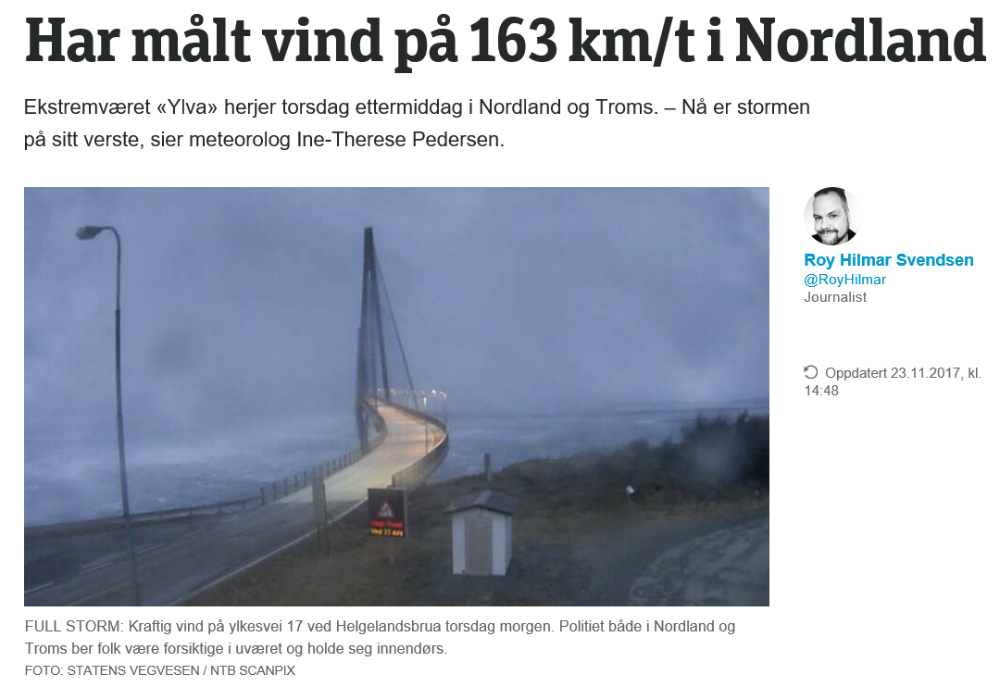 Har målt vind på 163 km/t i Nordland
Ekstremværet «Ylva» herjer torsdag ettermiddag i Nordland og Troms. – Nå er stormen
på sitt verste, sier meteorolog Ine-Therese Pedersen.
Roy Hilmar Svendsen
@RoyHilmar
Journalist
Oppdatert 23.11.2017, kl.
14:48
FULL STORM: Kraftig vind på ylkesvei 17 ved Helgelandsbrua torsdag morgen. Politiet både i Nordland og
Troms ber folk være forsiktige i uværet og holde seg innendørs.
FOTO: STATENS VEGVESEN / NTB SCANPIX